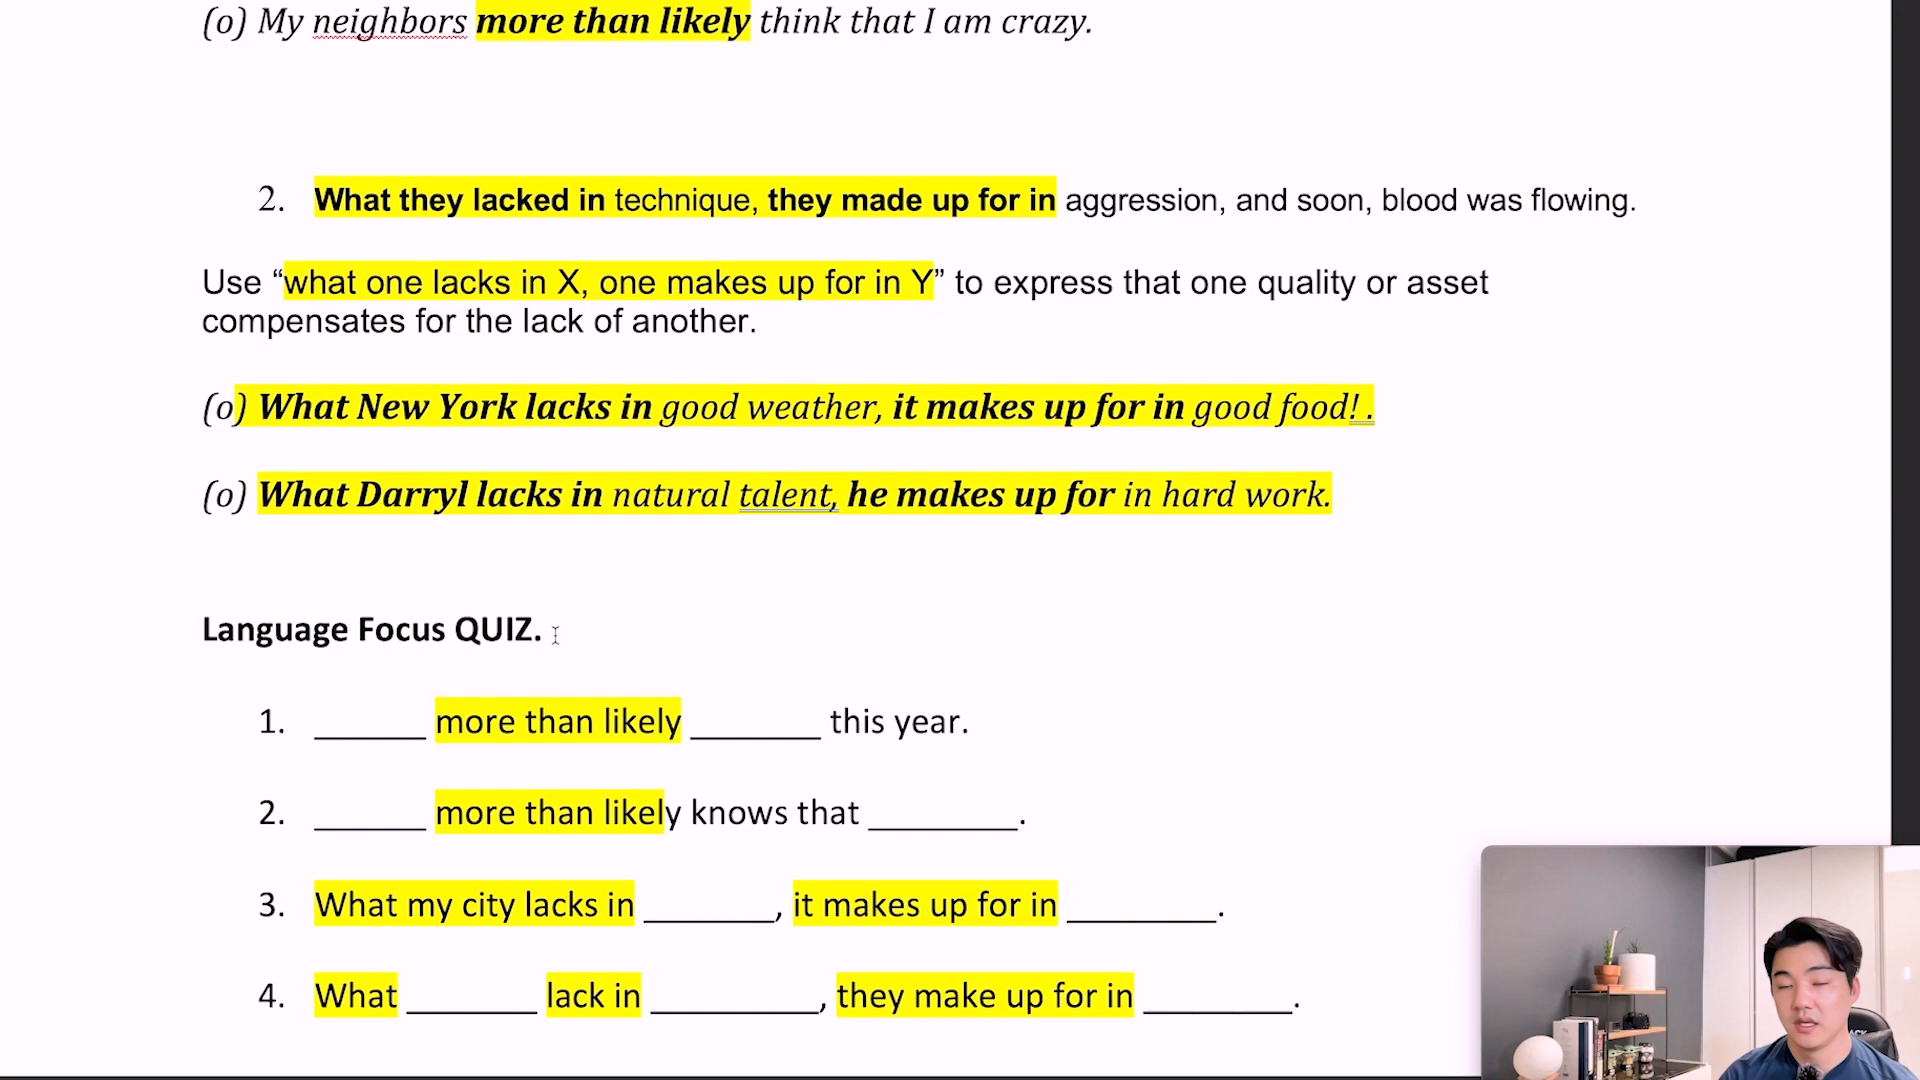 (o) My neighbors more than likely think that I am crazy.
2. What they lacked in technique, they made up for in aggression, and soon, blood was flowing.
Use “what one lacks in X, one makes up for in Y” to express that one quality or asset
compensates for the lack of another.
(o) What New York lacks in good weather, it makes up for in good food! .
(o) What Darryl lacks in natural talent, he makes up for in hard work.
Language Focus QUIZ.
1. ______ more than likely _______ this year.
2. ______ more than likely knows that ________.
3. What my city lacks in _______, it makes up for in ________.
4. What _______ lack in _________, they make up for in ________.